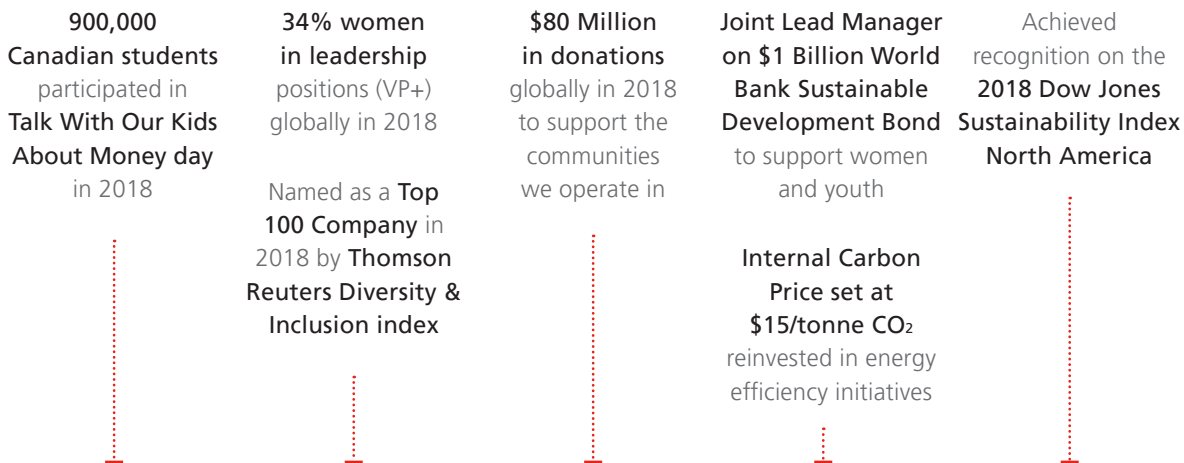 900,000
Canadian students
participated in
Talk With Our Kids
About Money day
in 2018
34% women
in leadership
positions (VP+)
globally in 2018
Named as a Top
100 Company in
2018 by Thomson
Reuters Diversity &
Inclusion index
$80 Million
in donations
globally in 2018
to support the
communities
we operate in
Joint Lead Manager
on $1 Billion World
Bank Sustainable
Development Bond
to support women
and youth
Internal Carbon
Price set at
$15/tonne CO₂
reinvested in energy
efficiency initiatives
Achieved
recognition on the
2018 Dow Jones
Sustainability Index
North America